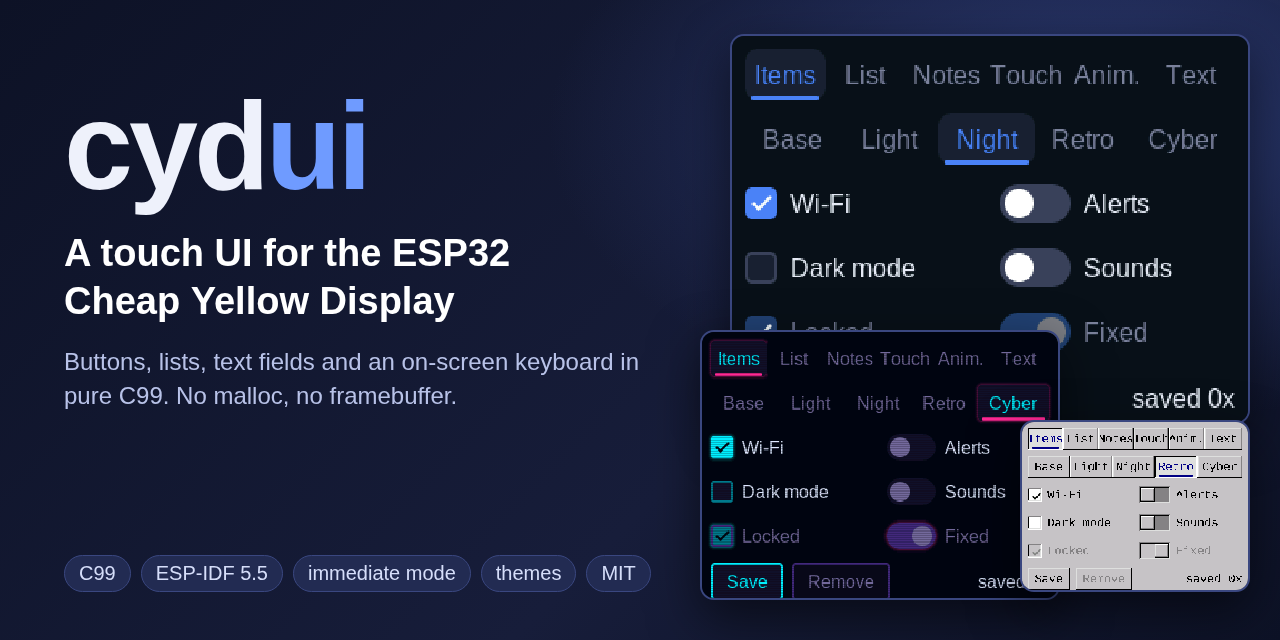 cydui
A touch UI for the ESP32
Cheap Yellow Display
Buttons, lists, text fields and an on-screen keyboard in
pure C99. No malloc, no framebuffer.
C99 ESP-IDF 5.5 immediate mode themes MIT
Items List Notes Touch Anim. Text
Base Light Night Retro Cyber
Wi-Fi Alerts
Dark mode Sounds
Locked Fixed
saved 0x
Items List Notes Touch Anim. Text
Base Light Night Retro Cyber
Wi-Fi Alerts
Dark mode Sounds
Locked Fixed
Save Remove saved
Items List Notes Touch Anim. Text
Base Light Night Retro Cyber
Wi-Fi Alerts
Dark mode Sounds
Locked Fixed
Save Remove saved 0x